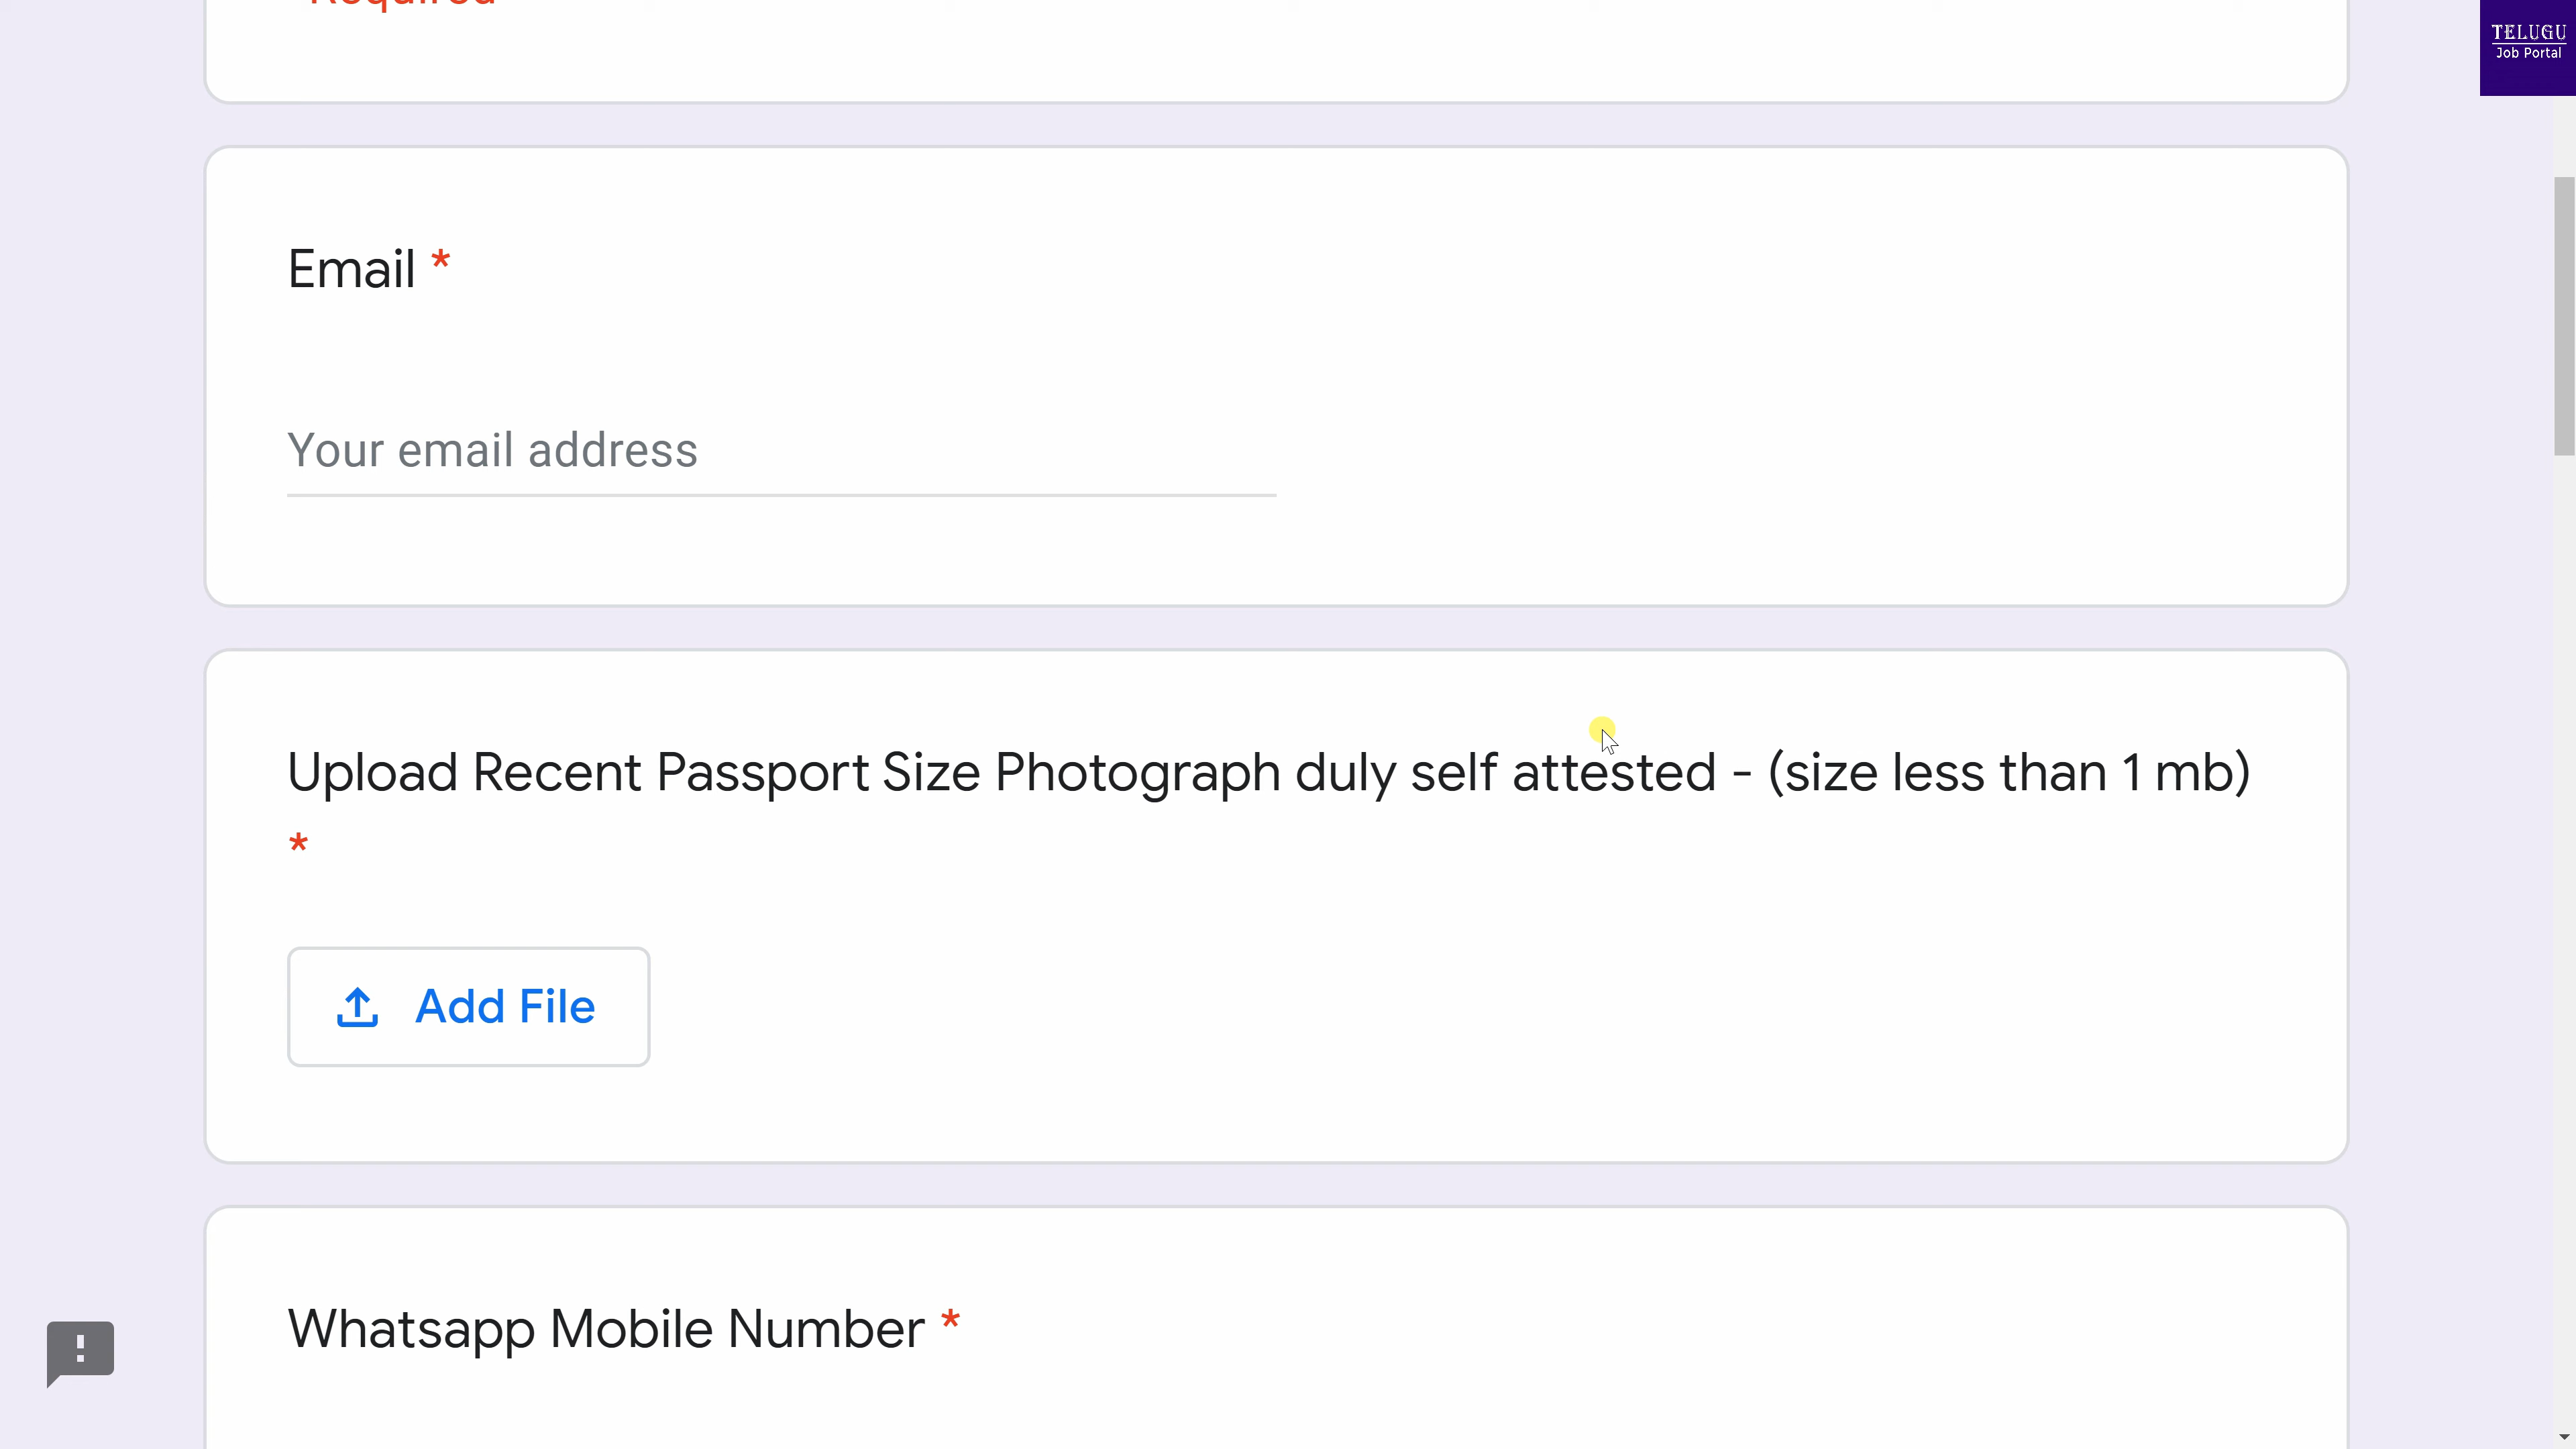 Required
TELUGU
Job Portal
Email *
Your email address
Upload Recent Passport Size Photograph duly self attested - (size less than 1 mb)
*
Add File
Whatsapp Mobile Number *